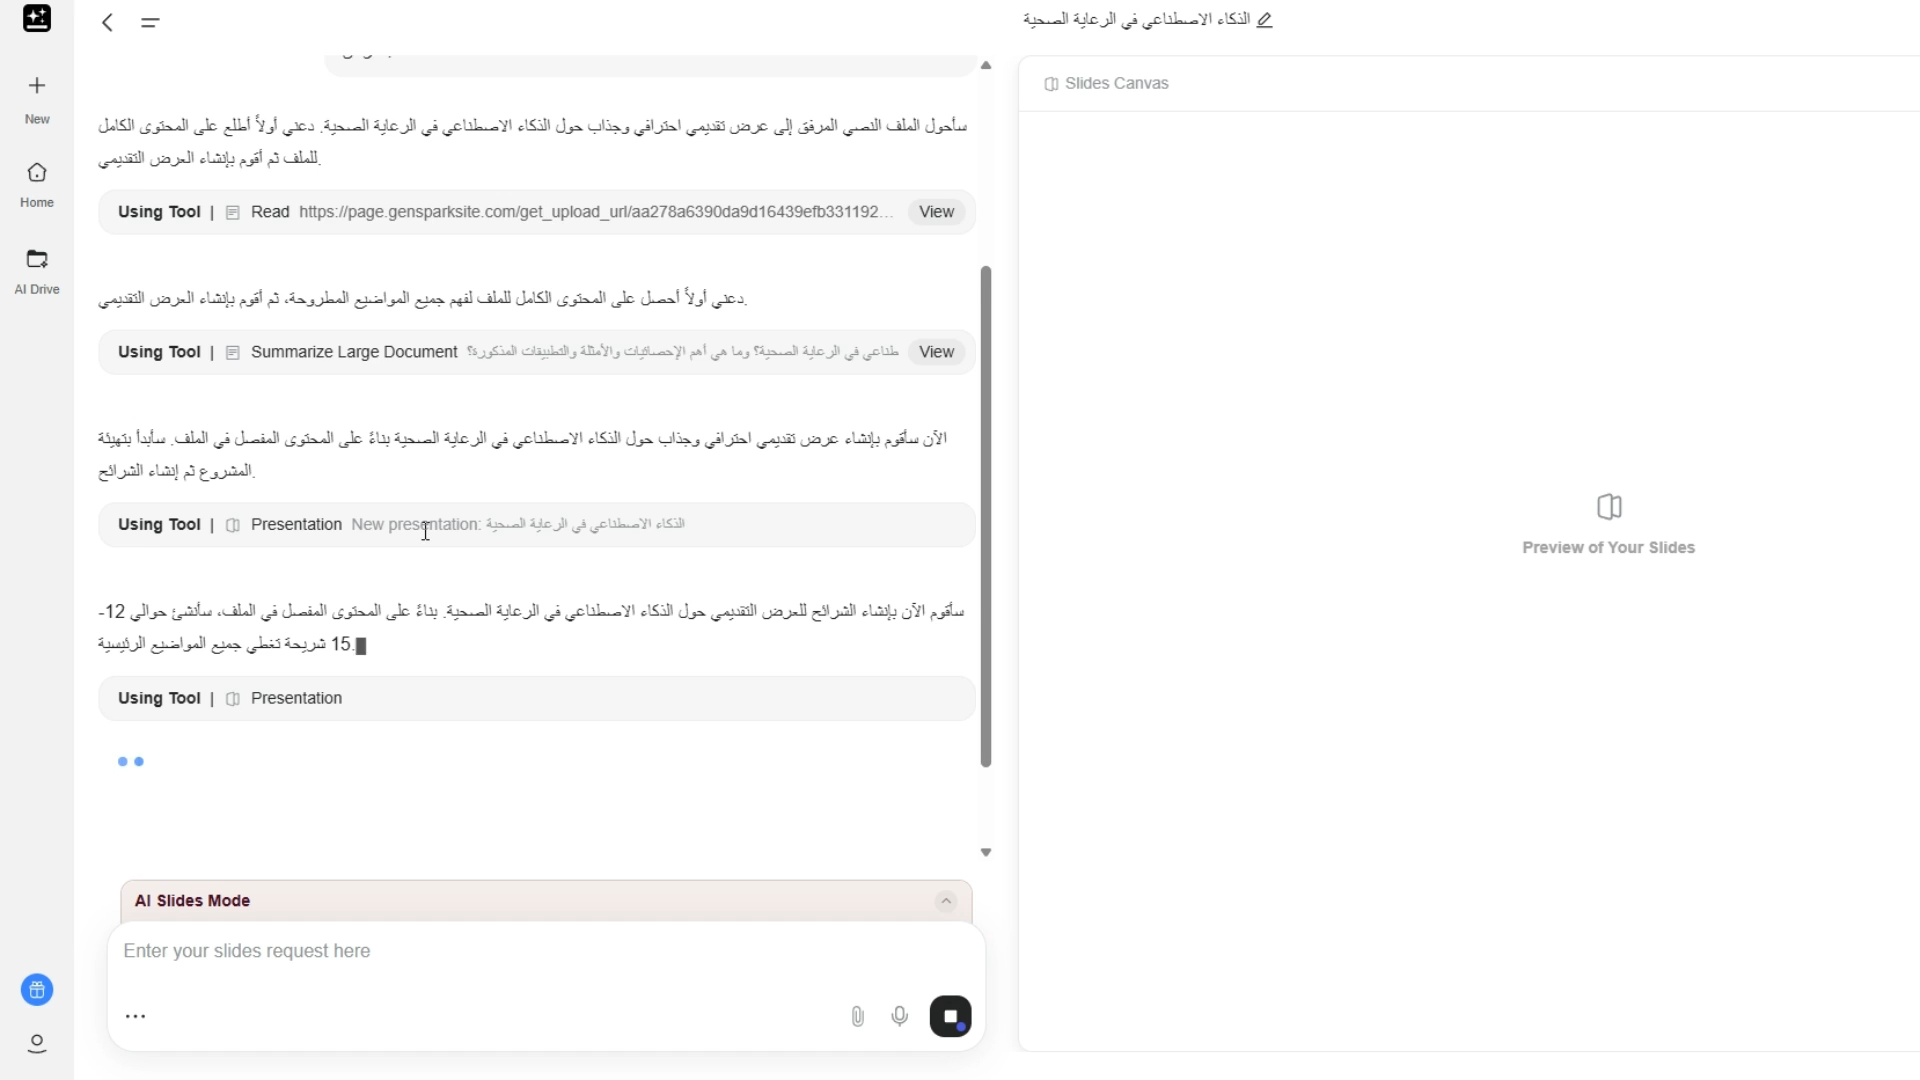 New
Home
AI Drive
سأحول الملف النصي المرفق إلى عرض تقديمي احترافي وجذاب حول الذكاء الاصطناعي في الرعاية الصحية. دعني أولاً أطلع على المحتوى الكامل
للملف ثم أقوم بإنشاء العرض التقديمي.
Using Tool | Read https://page.gensparksite.com/get_upload_url/aa278a6390da9d16439efb331192... View
دعني أولاً أحصل على المحتوى الكامل للملف لفهم جميع المواضيع المطروحة، ثم أقوم بإنشاء العرض التقديمي.
Using Tool | Summarize Large Document طناعي في الرعاية الصحية؟ وما هي أهم الإحصائيات والأمثلة والتطبيقات المذكورة؟ View
الآن سأقوم بإنشاء عرض تقديمي احترافي وجذاب حول الذكاء الاصطناعي في الرعاية الصحية بناءً على المحتوى المفصل في الملف. سأبدأ بتهيئة
المشروع ثم إنشاء الشرائح.
Using Tool | Presentation New presentation: الذكاء الاصطناعي في الرعاية الصحية
سأقوم الآن بإنشاء الشرائح للعرض التقديمي حول الذكاء الاصطناعي في الرعاية الصحية. بناءً على المحتوى المفصل في الملف، سأنشئ حوالي 12-
15 شريحة تغطي جميع المواضيع الرئيسية.
Using Tool | Presentation
AI Slides Mode
Enter your slides request here
الذكاء الاصطناعي في الرعاية الصحية
Slides Canvas
Preview of Your Slides